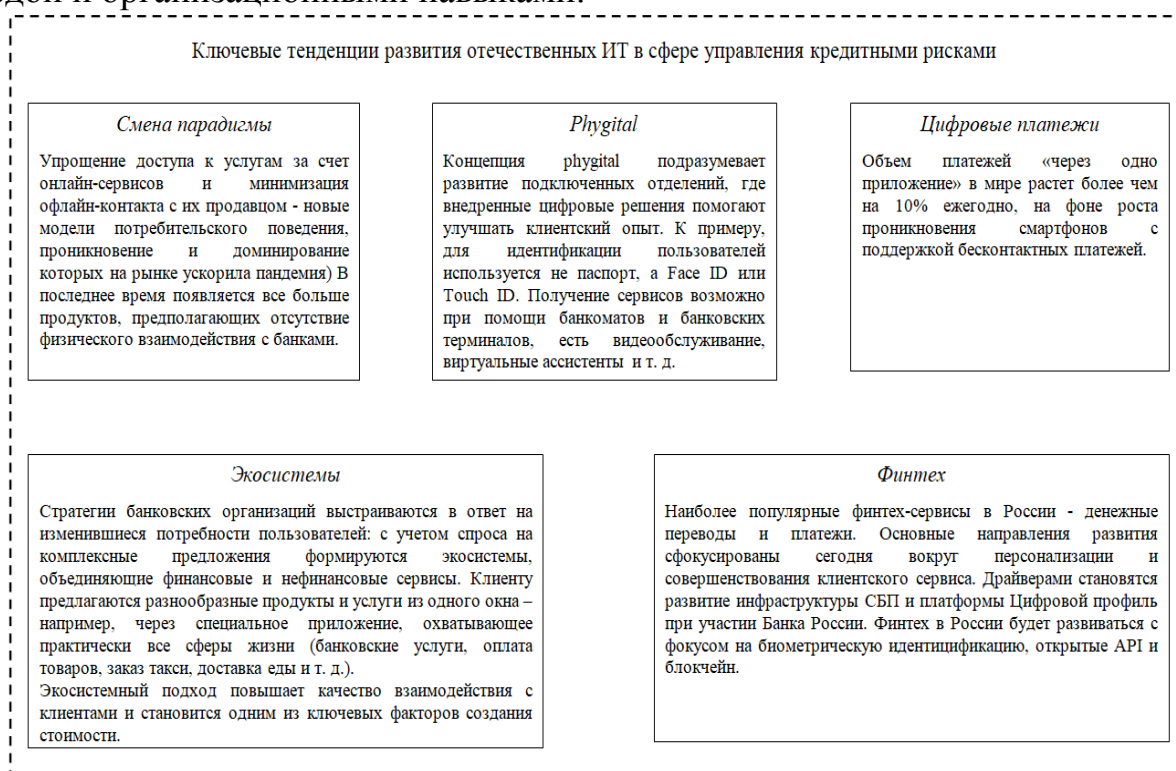 и организационными навыками.
Ключевые тенденции развития отечественных ИТ в сфере управления кредитными рисками
Смена парадигмы
Упрощение доступа к услугам за счет
онлайн-сервисов и минимизация
офлайн-контакта с их продавцом - новые
модели потребительского поведения,
проникновение и доминирование
которых на рынке ускорила пандемия) В
последнее время появляется все больше
продуктов, предполагающих отсутствие
физического взаимодействия с банками.
Phygital
Концепция phygital подразумевает
развитие подключенных отделений, где
внедренные цифровые решения помогают
улучшать клиентский опыт. К примеру,
для идентификации пользователей
используется не паспорт, а Face ID или
Touch ID. Получение сервисов возможно
при помощи банкоматов и банковских
терминалов, есть видеообслуживание,
виртуальные ассистенты и т. д.
Цифровые платежи
Объем платежей «через одно
приложение» в мире растет более чем
на 10% ежегодно, на фоне роста
проникновения смартфонов с
поддержкой бесконтактных платежей.
Экосистемы
Стратегии банковских организаций выстраиваются в ответ на
изменившиеся потребности пользователей: с учетом спроса на
комплексные предложения формируются экосистемы,
объединяющие финансовые и нефинансовые сервисы. Клиенту
предлагаются разнообразные продукты и услуги из одного окна –
например, через специальное приложение, охватывающее
практически все сферы жизни (банковские услуги, оплата
товаров, заказ такси, доставка еды и т. д.).
Экосистемный подход повышает качество взаимодействия с
клиентами и становится одним из ключевых факторов создания
стоимости.
Финтех
Наиболее популярные финтех-сервисы в России - денежные
переводы и платежи. Основные направления развития
сфокусированы сегодня вокруг персонализации и
совершенствования клиентского сервиса. Драйверами становятся
развитие инфраструктуры СБП и платформы Цифровой профиль
при участии Банка России. Финтех в России будет развиваться с
фокусом на биометрическую идентицификацию, открытые API и
блокчейн.